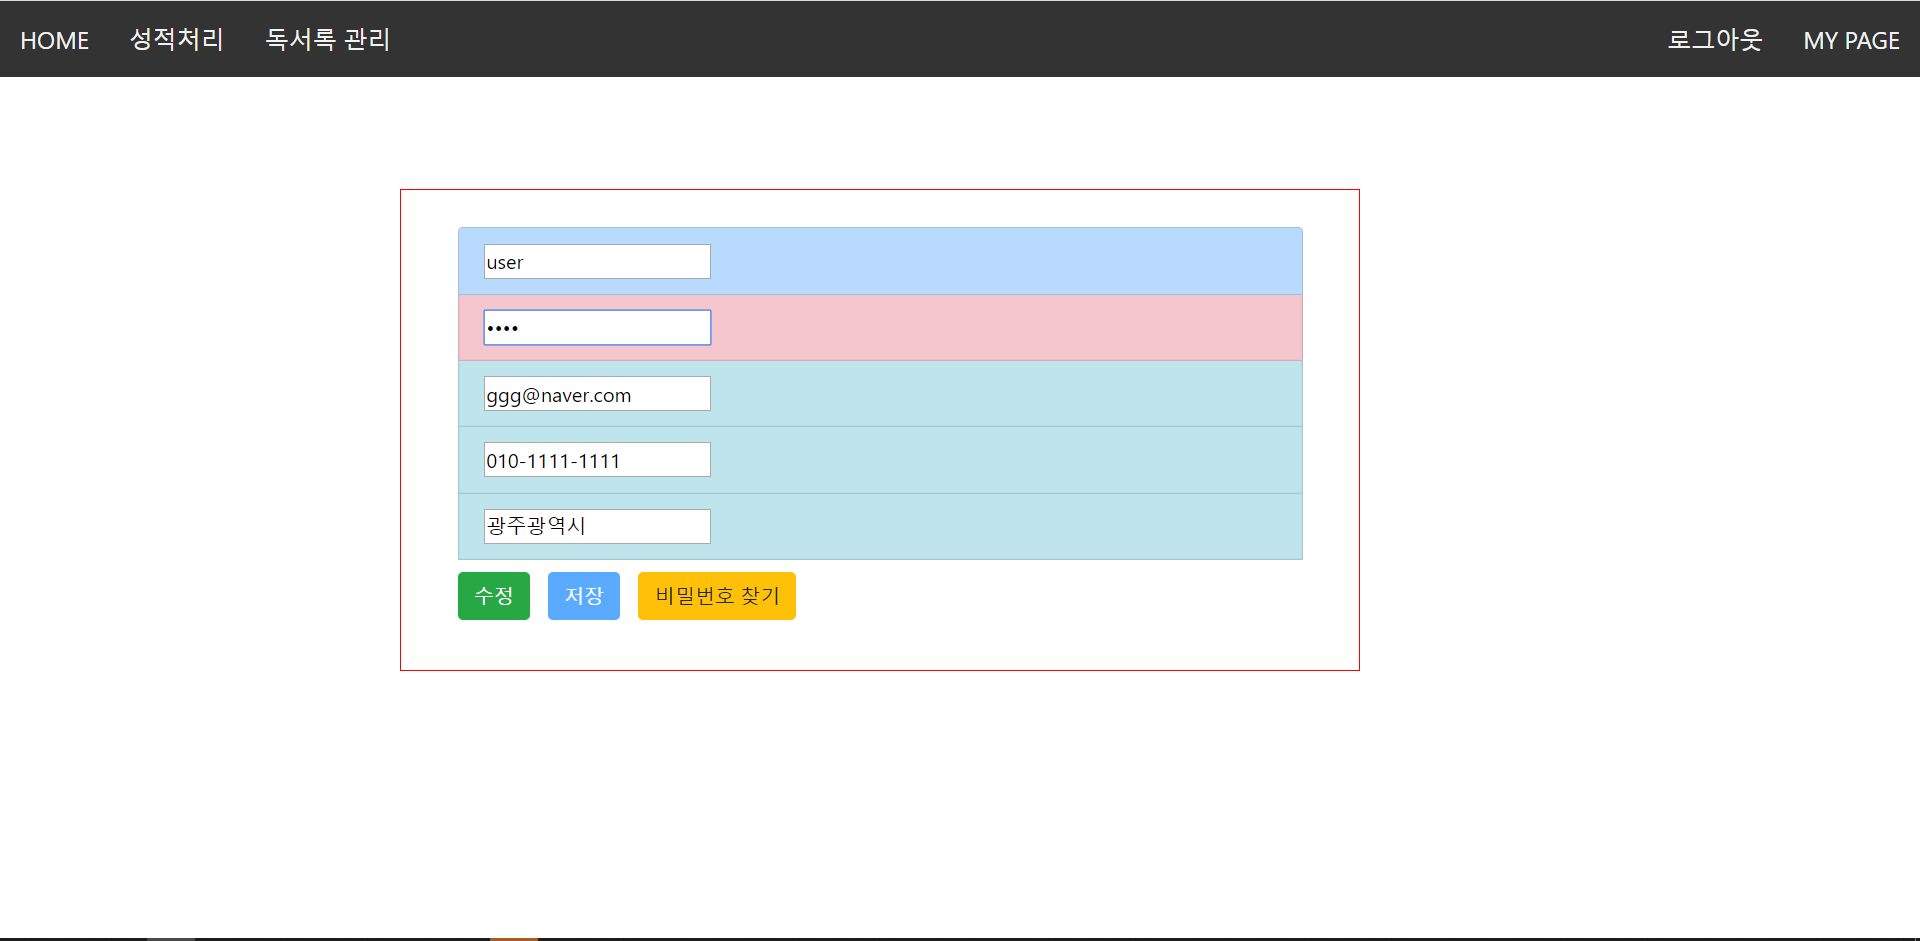 HOME 성적처리 독서록 관리 로그아웃 MY PAGE
user
••••
ggg@naver.com
010-1111-1111
광주광역시
수정 저장 비밀번호 찾기